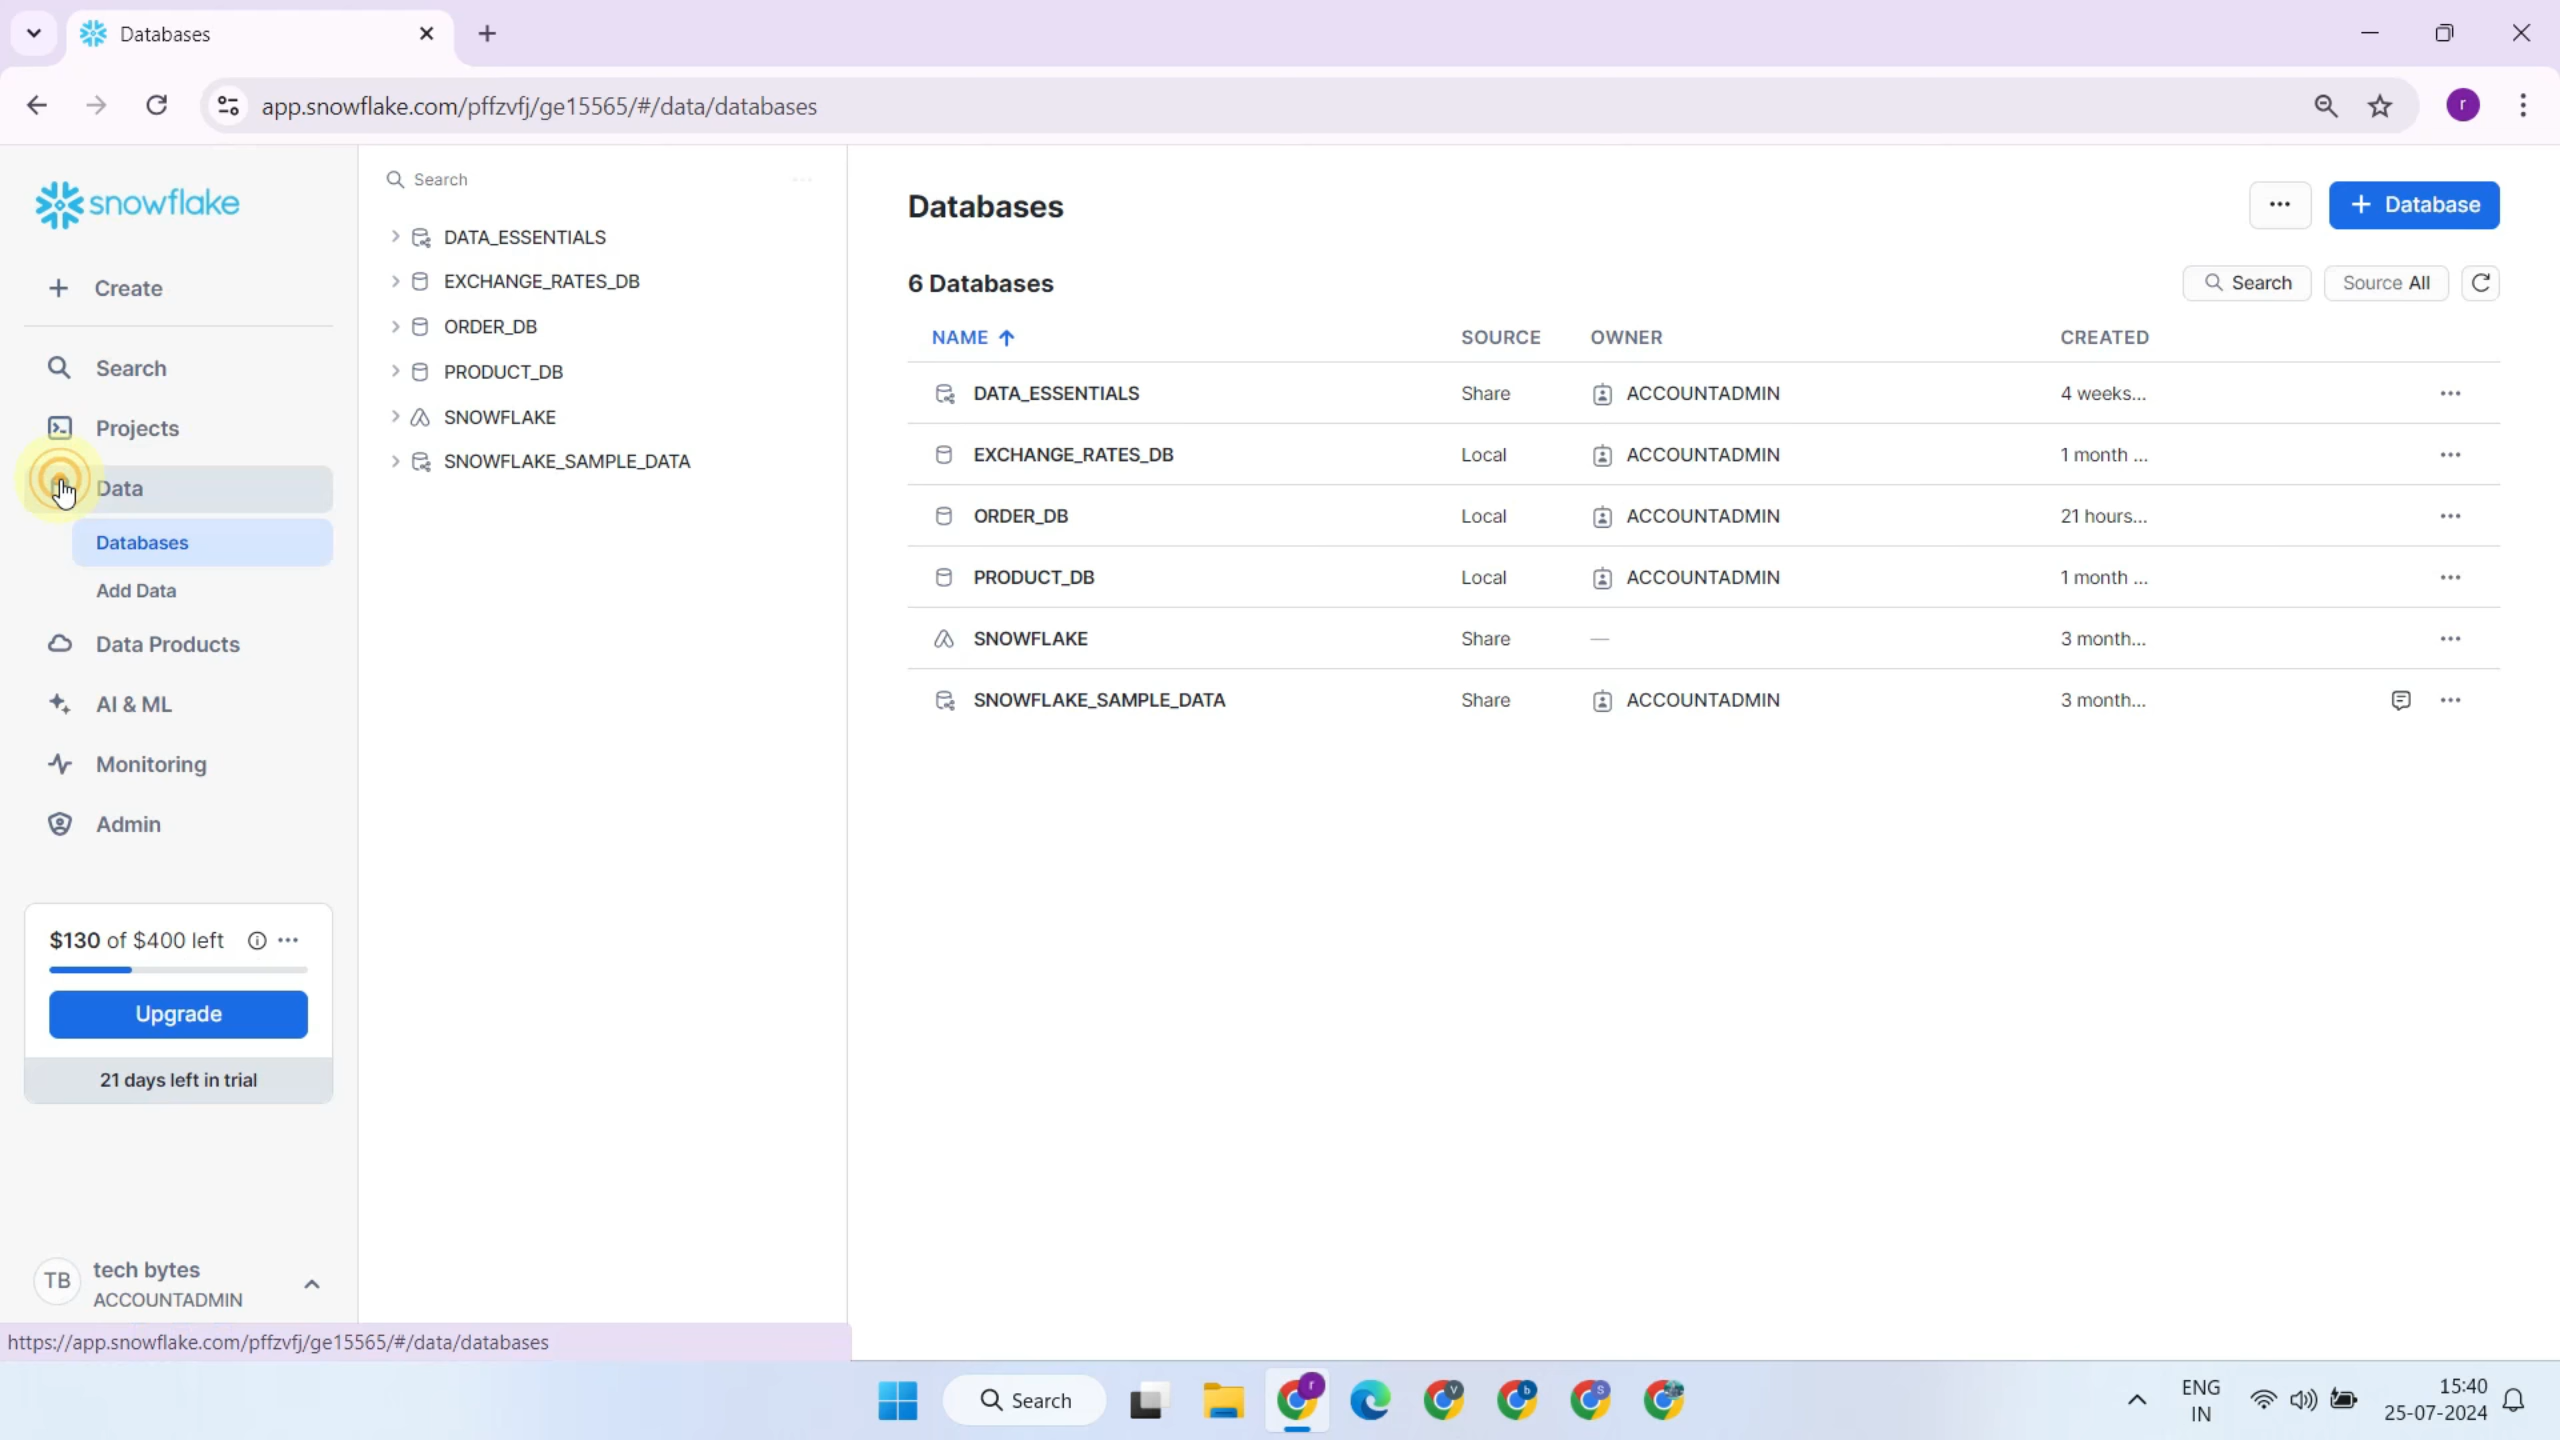 Databases
app.snowflake.com/pffzvfj/ge15565/#/data/databases
r
snowflake
Create
Search
Projects
Data
Databases
Add Data
Data Products
AI & ML
Monitoring
Admin
$130 of $400 left
Upgrade
21 days left in trial
TB
tech bytes
ACCOUNTADMIN
https://app.snowflake.com/pffzvfj/ge15565/#/data/databases
Search
DATA_ESSENTIALS
EXCHANGE_RATES_DB
ORDER_DB
PRODUCT_DB
SNOWFLAKE
SNOWFLAKE_SAMPLE_DATA
Databases
+ Database
6 Databases
Search
Source All
NAME SOURCE OWNER CREATED
DATA_ESSENTIALS Share ACCOUNTADMIN 4 weeks...
EXCHANGE_RATES_DB Local ACCOUNTADMIN 1 month ...
ORDER_DB Local ACCOUNTADMIN 21 hours...
PRODUCT_DB Local ACCOUNTADMIN 1 month ...
SNOWFLAKE Share — 3 month...
SNOWFLAKE_SAMPLE_DATA Share ACCOUNTADMIN 3 month...
Search
r
V
b
S
ENG
IN
15:40
25-07-2024